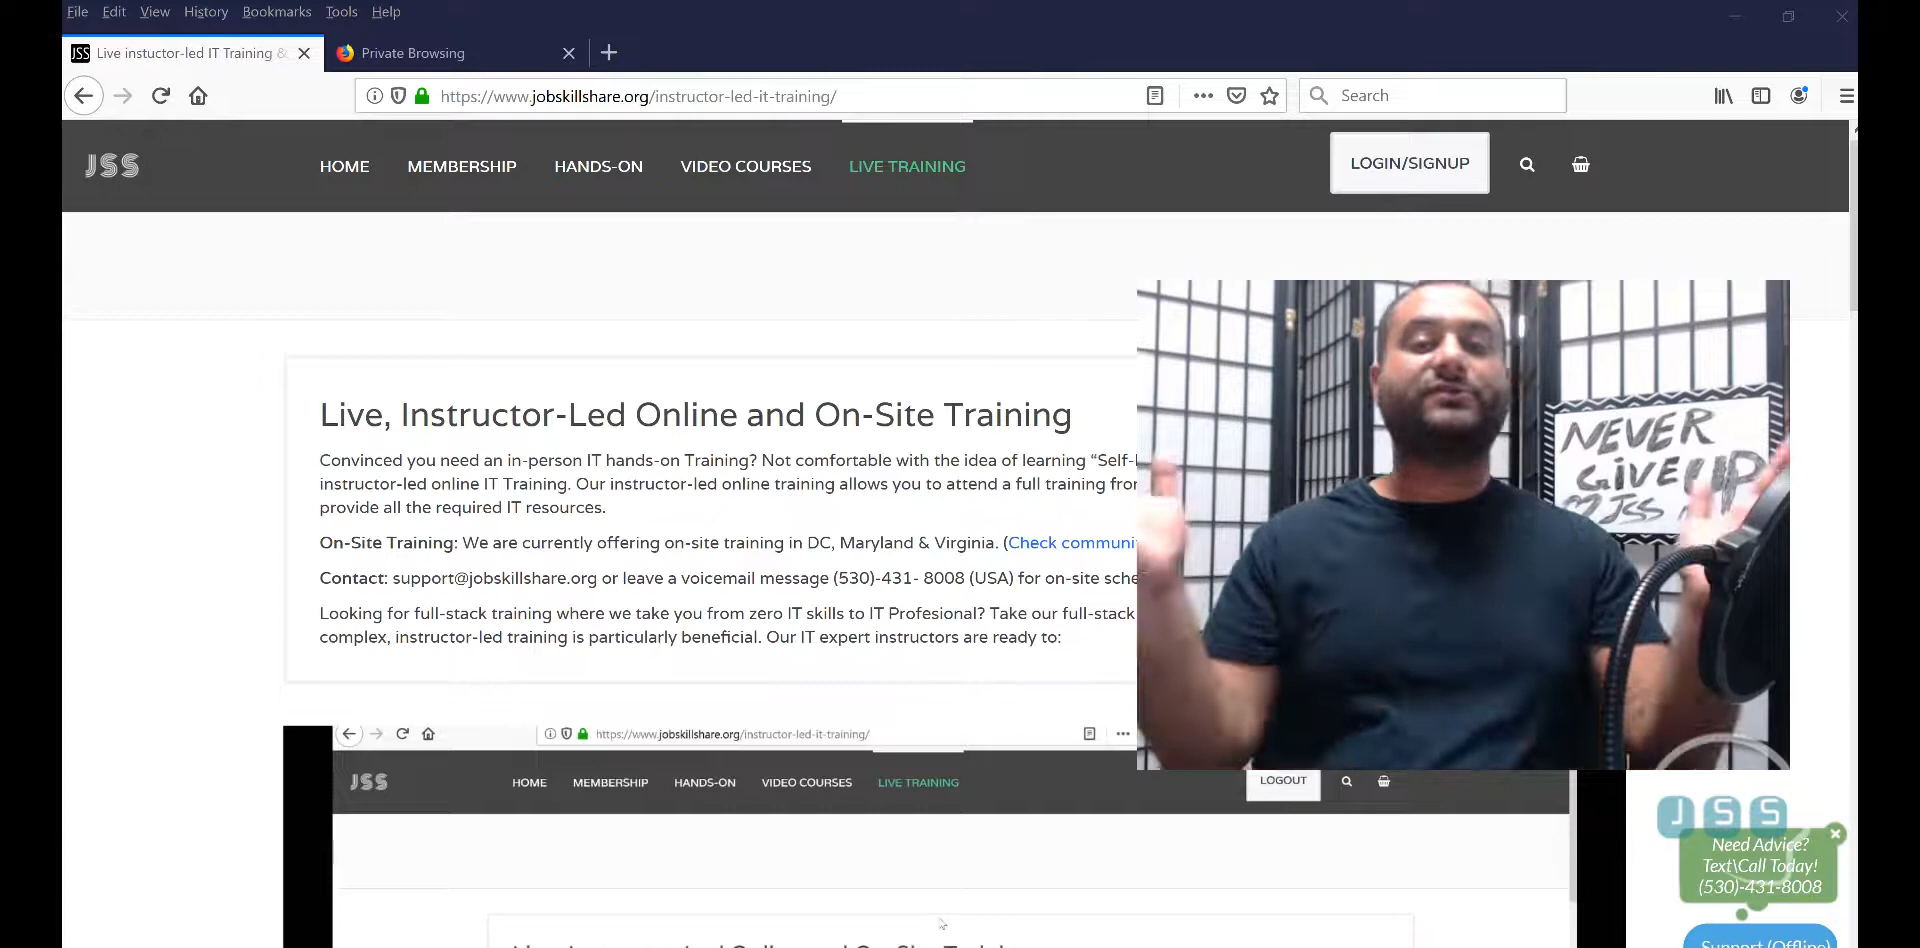 File Edit View History Bookmarks Tools Help
JSS Live instuctor-led IT Training &
Private Browsing
https://www.jobskillshare.org/instructor-led-it-training/
Search
JSS
HOME MEMBERSHIP HANDS-ON VIDEO COURSES LIVE TRAINING
LOGIN/SIGNUP
Live, Instructor-Led Online and On-Site Training
Convinced you need an in-person IT hands-on Training? Not comfortable with the idea of learning “Self-
instructor-led online IT Training. Our instructor-led online training allows you to attend a full training from
provide all the required IT resources.
On-Site Training: We are currently offering on-site training in DC, Maryland & Virginia. (Check communi
Contact: support@jobskillshare.org or leave a voicemail message (530)-431- 8008 (USA) for on-site sche
Looking for full-stack training where we take you from zero IT skills to IT Profesional? Take our full-stack
complex, instructor-led training is particularly beneficial. Our IT expert instructors are ready to:
NEVER
GIVE UP
JSS
https://www.jobskillshare.org/instructor-led-it-training/
JSS
HOME MEMBERSHIP HANDS-ON VIDEO COURSES LIVE TRAINING
LOGOUT
JSS
Need Advice?
Text\Call Today!
(530)-431-8008
Support (Offline)